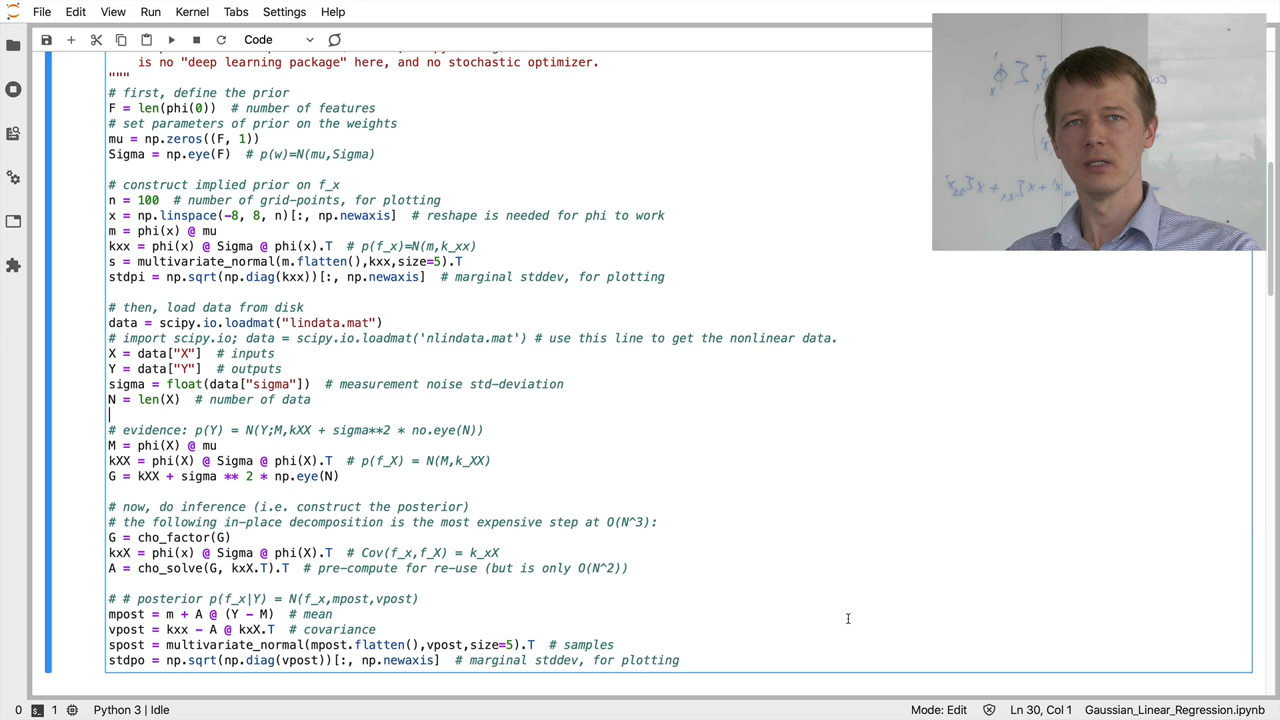 File Edit View Run Kernel Tabs Settings Help
Code
is no "deep learning package" here, and no stochastic optimizer.
"""
# first, define the prior
F = len(phi(0))  # number of features
# set parameters of prior on the weights
mu = np.zeros((F, 1))
Sigma = np.eye(F)  # p(w)=N(mu,Sigma)
# construct implied prior on f_x
n = 100  # number of grid-points, for plotting
x = np.linspace(-8, 8, n)[:, np.newaxis]  # reshape is needed for phi to work
m = phi(x) @ mu
kxx = phi(x) @ Sigma @ phi(x).T  # p(f_x)=N(m,k_xx)
s = multivariate_normal(m.flatten(),kxx,size=5).T
stdpi = np.sqrt(np.diag(kxx))[:, np.newaxis]  # marginal stddev, for plotting
# then, load data from disk
data = scipy.io.loadmat("lindata.mat")
# import scipy.io; data = scipy.io.loadmat('nlindata.mat') # use this line to get the nonlinear data.
X = data["X"]  # inputs
Y = data["Y"]  # outputs
sigma = float(data["sigma"])  # measurement noise std-deviation
N = len(X)  # number of data
# evidence: p(Y) = N(Y;M,kXX + sigma**2 * no.eye(N))
M = phi(X) @ mu
kXX = phi(X) @ Sigma @ phi(X).T  # p(f_X) = N(M,k_XX)
G = kXX + sigma ** 2 * np.eye(N)
# now, do inference (i.e. construct the posterior)
# the following in-place decomposition is the most expensive step at O(N^3):
G = cho_factor(G)
kxX = phi(x) @ Sigma @ phi(X).T  # Cov(f_x,f_X) = k_xX
A = cho_solve(G, kxX.T).T  # pre-compute for re-use (but is only O(N^2))
# # posterior p(f_x|Y) = N(f_x,mpost,vpost)
mpost = m + A @ (Y - M)  # mean
vpost = kxx - A @ kxX.T  # covariance
spost = multivariate_normal(mpost.flatten(),vpost,size=5).T  # samples
stdpo = np.sqrt(np.diag(vpost))[:, np.newaxis]  # marginal stddev, for plotting
0 1 Python 3 | Idle Mode: Edit Ln 30, Col 1 Gaussian_Linear_Regression.ipynb